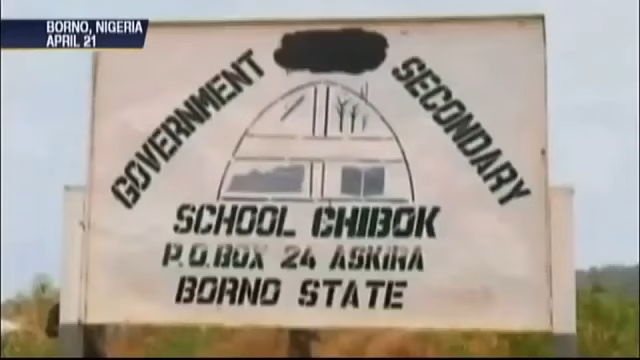 BORNO, NIGERIA
APRIL 21
GOVERNMENT SECONDARY
SCHOOL CHIBOK
P.O.BOX 24 ASKIRA
BORNO STATE